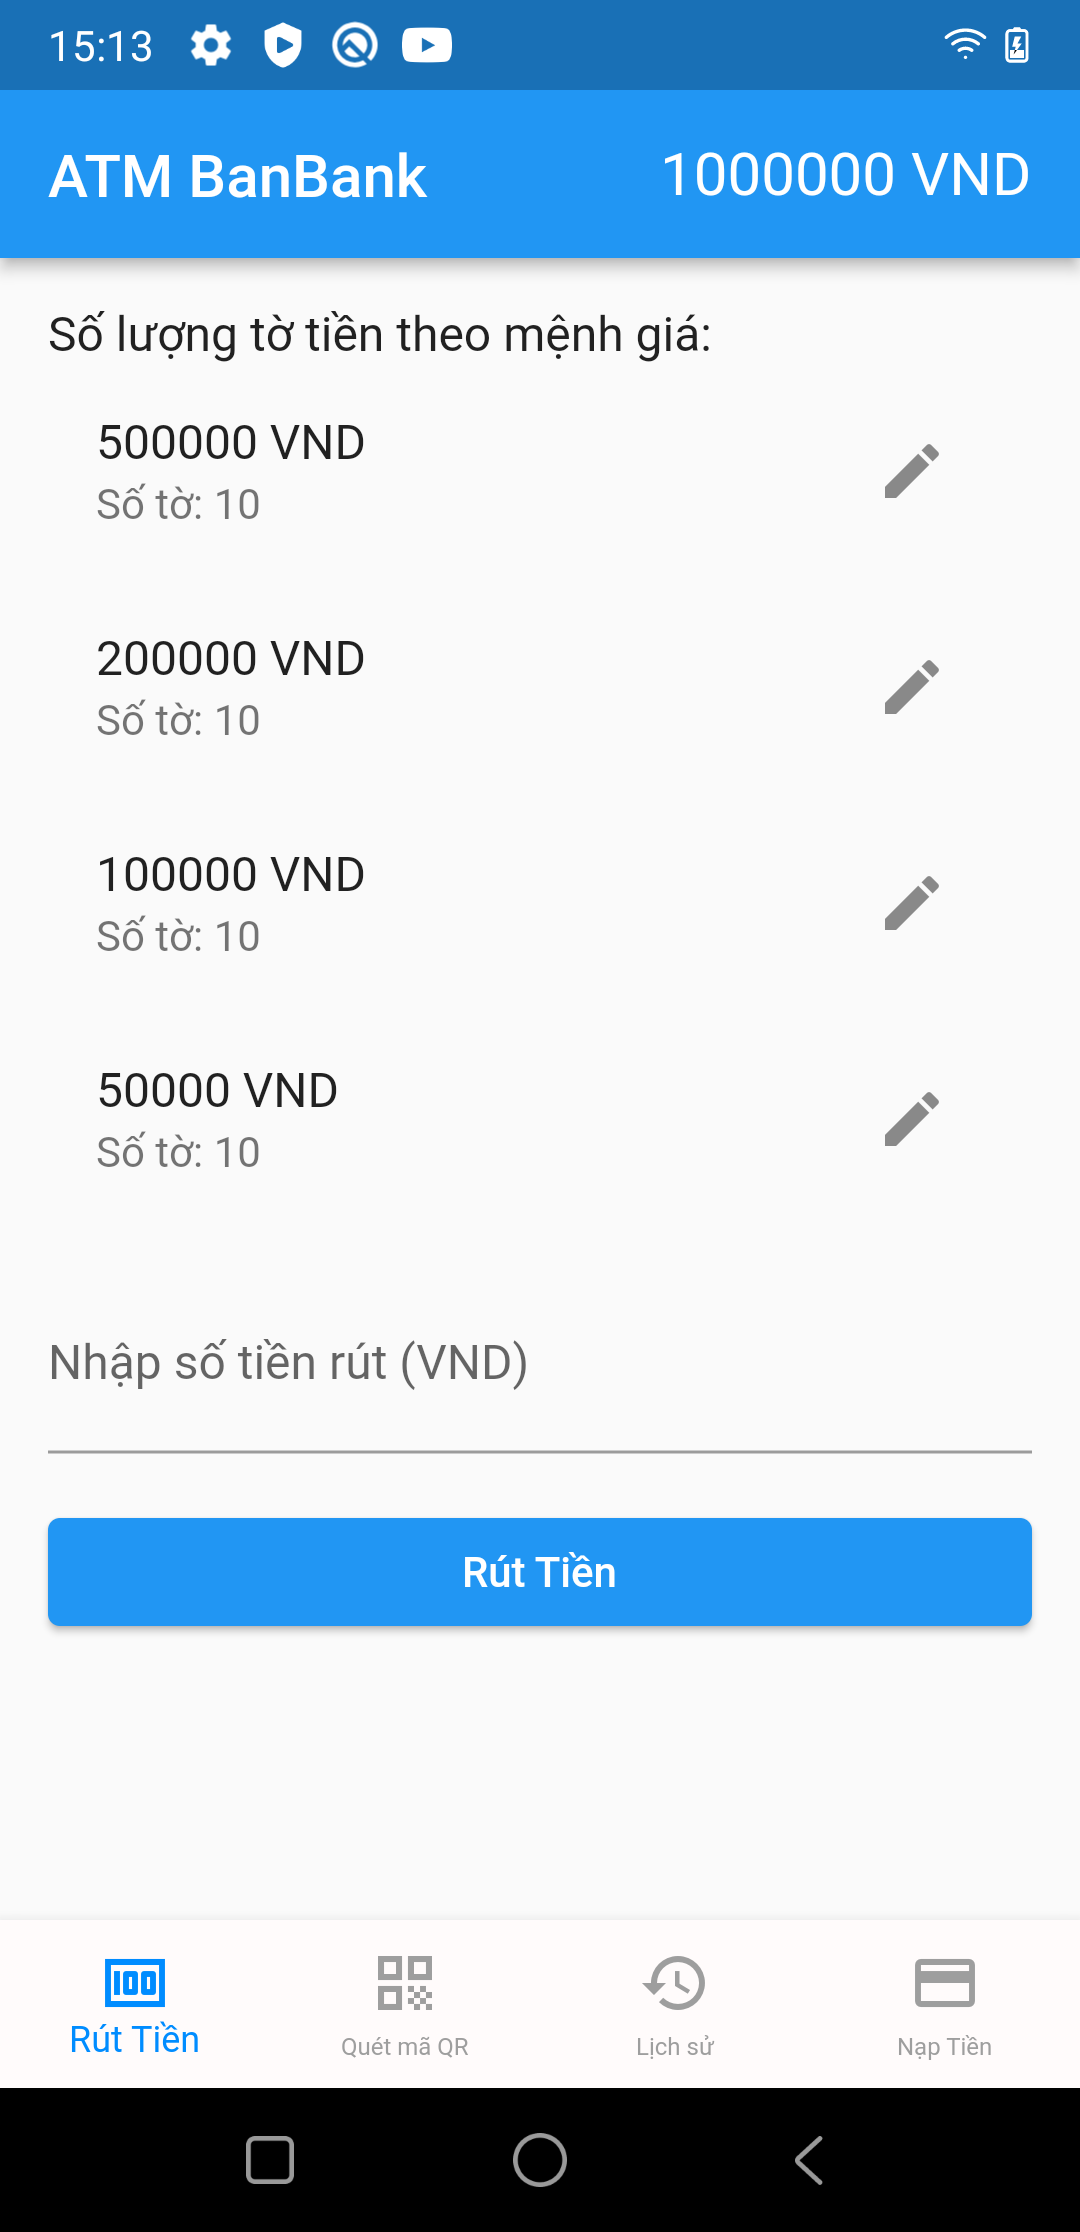 15:13
ATM BanBank
1000000 VND
Số lượng tờ tiền theo mệnh giá:
500000 VND
Số tờ: 10
200000 VND
Số tờ: 10
100000 VND
Số tờ: 10
50000 VND
Số tờ: 10
Nhập số tiền rút (VND)
Rút Tiền
100
Rút Tiền
Quét mã QR
Lịch sử
Nạp Tiền